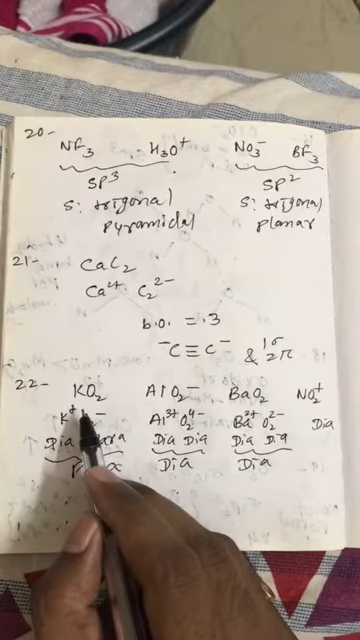 20-
NF3 H3O+ NO3- BF3
SP3 SP2
S: trigonal pyramidal S: trigonal planar
21- CaC2
Ca2+ C2 2-
b.o. = 3
-C≡C- & 1σ 2π
22- KO2 AlO2- BaO2 NO2+
K+ - Al3+ O2 4- Ba2+ O2 2- Dia
Dia Dia Dia Dia Dia
Dia Dia